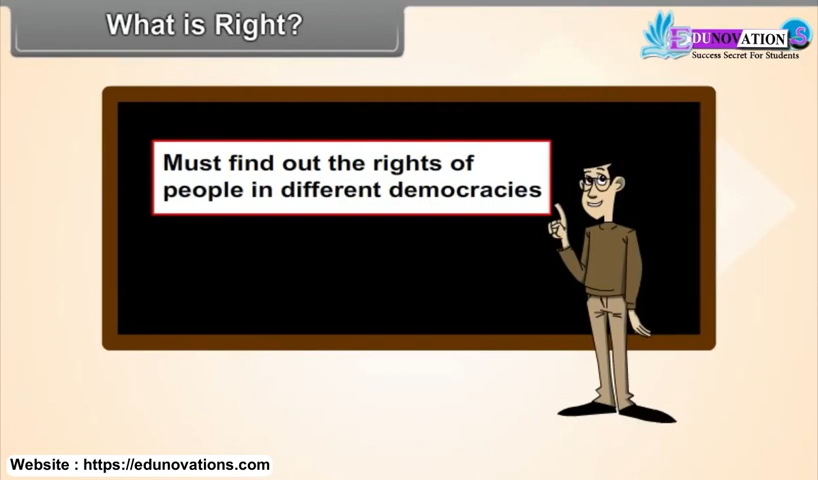 What is Right?
EDUNOVATIONS
Success Secret For Students
Must find out the rights of
people in different democracies
Website : https://edunovations.com